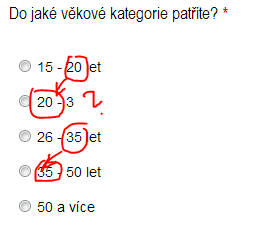 Do jaké věkové kategorie patříte? *
15 - 20 let
20 - 3 ?
26 - 35 let
35 - 50 let
50 a více